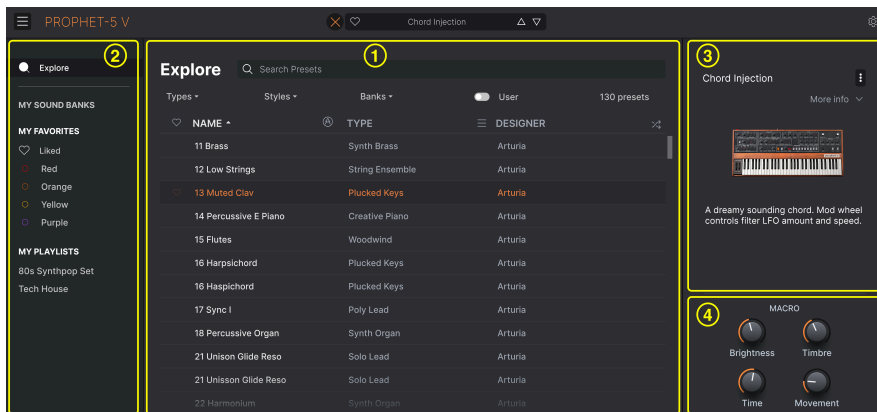 PROPHET-5 V
Chord Injection
1
2
3
4
Explore
MY SOUND BANKS
MY FAVORITES
Liked
Red
Orange
Yellow
Purple
MY PLAYLISTS
80s Synthpop Set
Tech House
Explore Search Presets
Types Styles Banks User 130 presets
NAME TYPE DESIGNER
11 Brass Synth Brass Arturia
12 Low Strings String Ensemble Arturia
13 Muted Clav Plucked Keys Arturia
14 Percussive E Piano Creative Piano Arturia
15 Flutes Woodwind Arturia
16 Harpsichord Plucked Keys Arturia
16 Haspichord Plucked Keys Arturia
17 Sync I Poly Lead Arturia
18 Percussive Organ Synth Organ Arturia
21 Unison Glide Reso Solo Lead Arturia
21 Unisson Glide Reso Solo Lead Arturia
22 Harmonium Synth Organ Arturia
Chord Injection
More info
A dreamy sounding chord. Mod wheel
controls filter LFO amount and speed.
MACRO
Brightness Timbre
Time Movement